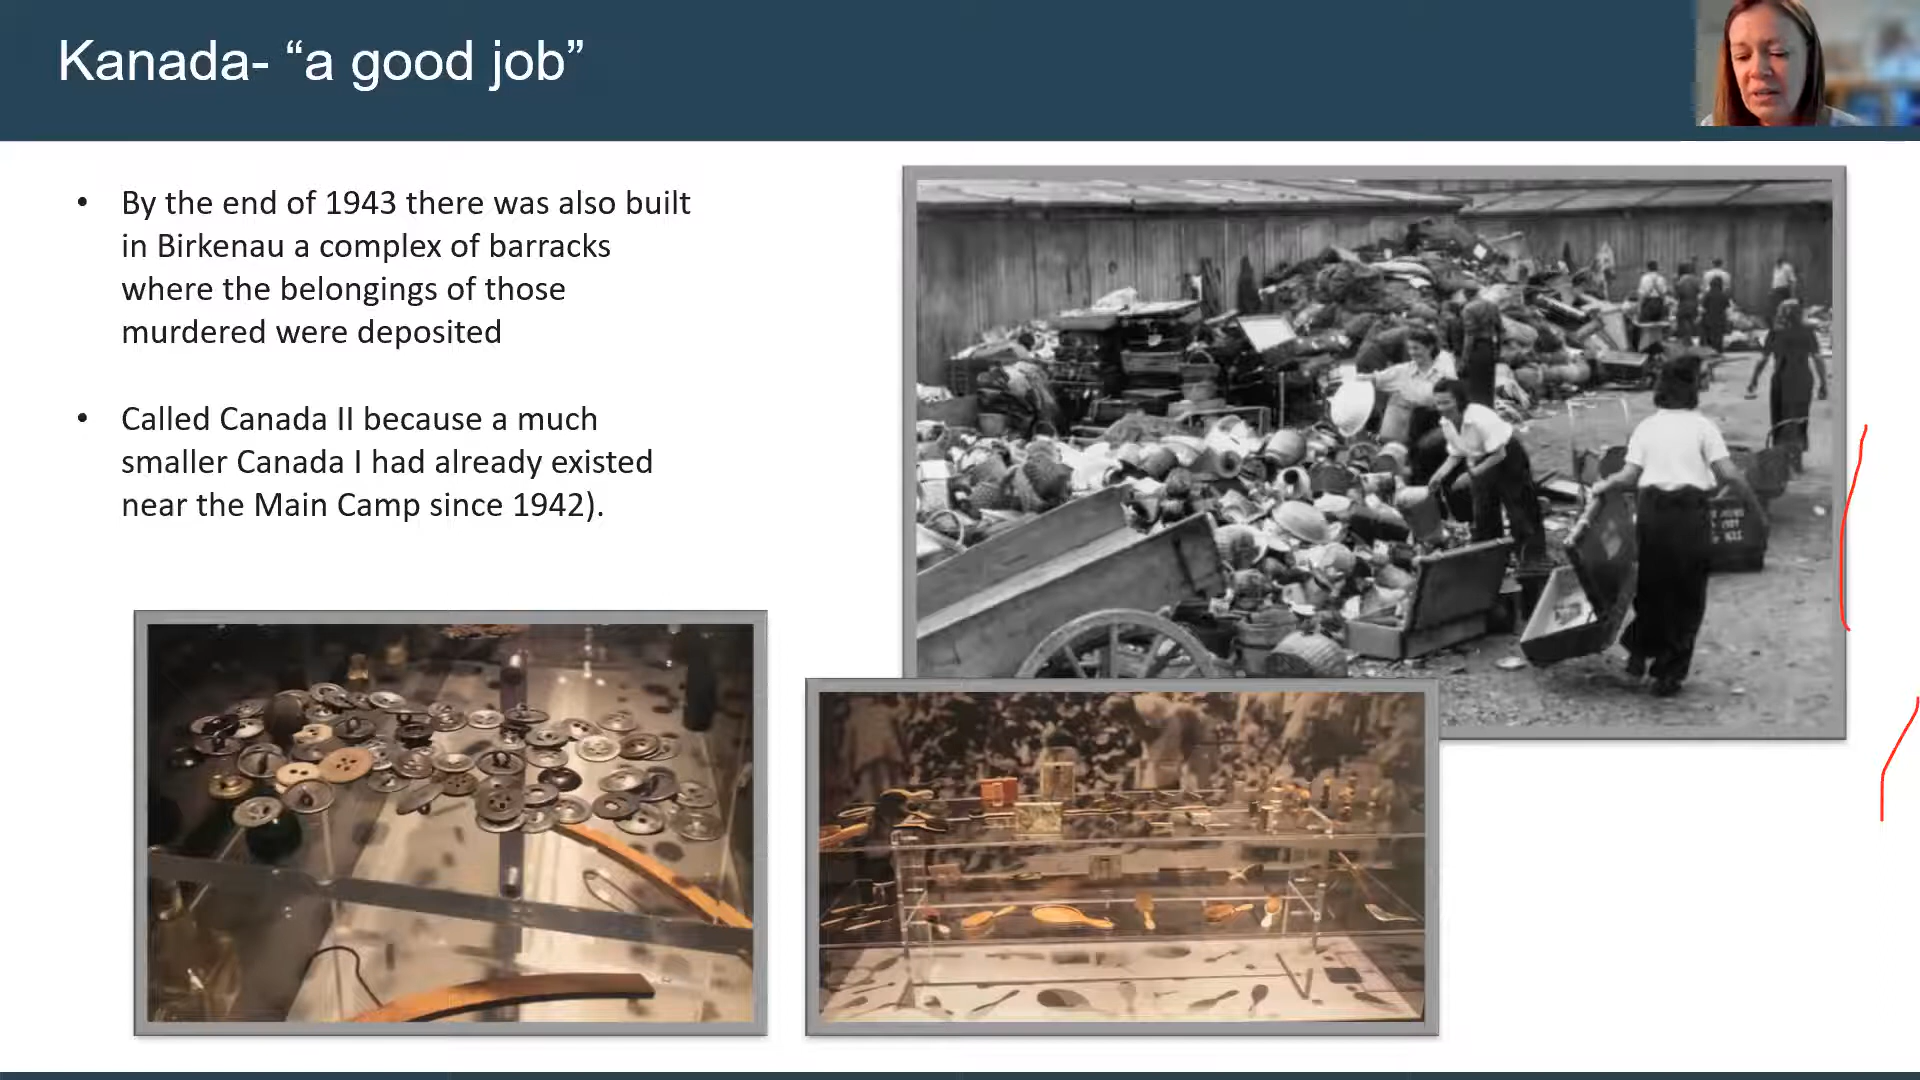 Kanada- “a good job”
• By the end of 1943 there was also built
in Birkenau a complex of barracks
where the belongings of those
murdered were deposited
• Called Canada II because a much
smaller Canada I had already existed
near the Main Camp since 1942).